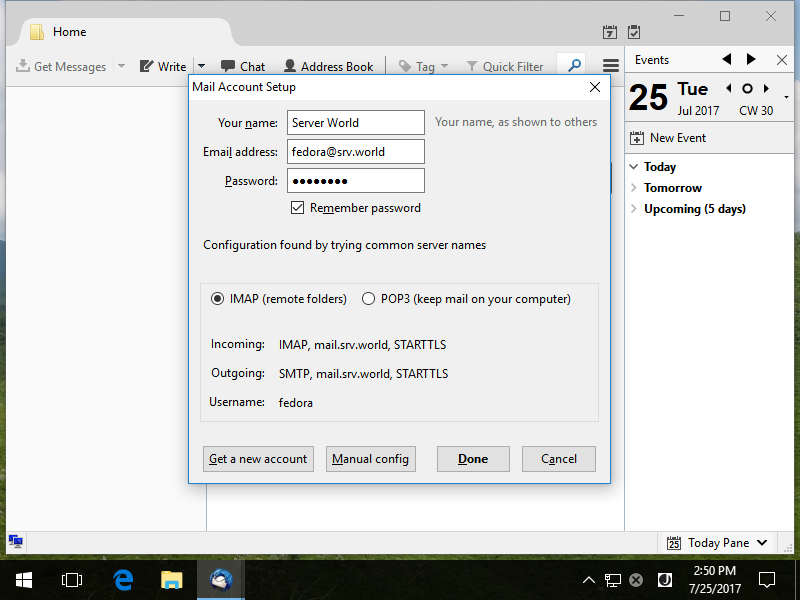 Home
Get Messages Write Chat Address Book Tag Quick Filter
Mail Account Setup
Your name: Server World Your name, as shown to others
Email address: fedora@srv.world
Password: ●●●●●●●●
Remember password
Configuration found by trying common server names
IMAP (remote folders) POP3 (keep mail on your computer)
Incoming: IMAP, mail.srv.world, STARTTLS
Outgoing: SMTP, mail.srv.world, STARTTLS
Username: fedora
Get a new account Manual config Done Cancel
Events
25 Tue
Jul 2017 CW 30
New Event
Today
Tomorrow
Upcoming (5 days)
25 Today Pane
2:50 PM
7/25/2017